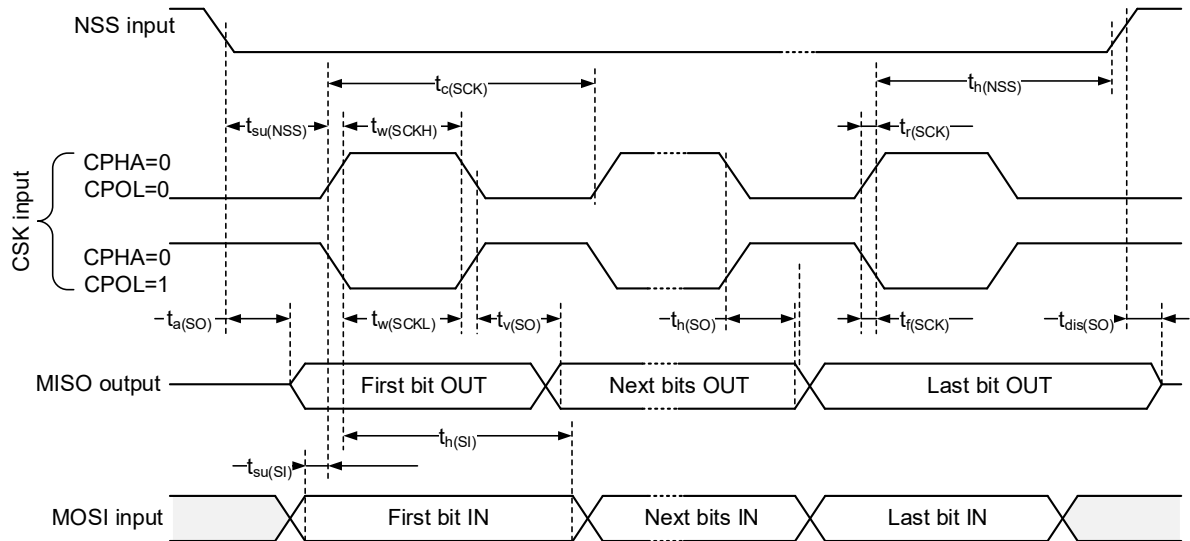 NSS input
tc(SCK)
th(NSS)
tsu(NSS)
tw(SCKH)
tr(SCK)
CSK input
CPHA=0
CPOL=0
CPHA=0
CPOL=1
ta(SO)
tw(SCKL)
tv(SO)
th(SO)
tf(SCK)
tdis(SO)
MISO output
First bit OUT
Next bits OUT
Last bit OUT
th(SI)
tsu(SI)
MOSI input
First bit IN
Next bits IN
Last bit IN